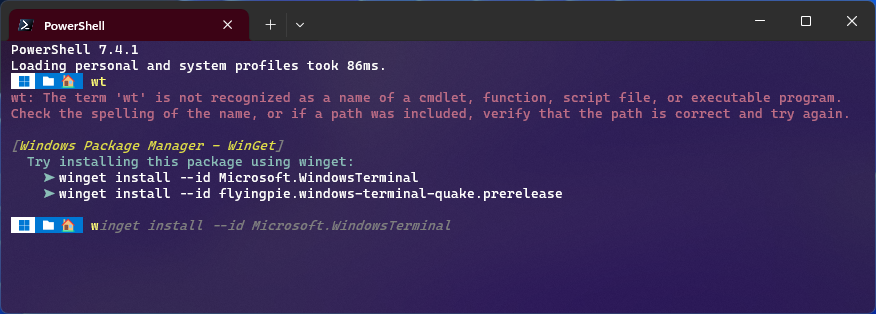 PowerShell
PowerShell 7.4.1
Loading personal and system profiles took 86ms.
wt
wt: The term 'wt' is not recognized as a name of a cmdlet, function, script file, or executable program.
Check the spelling of the name, or if a path was included, verify that the path is correct and try again.
[Windows Package Manager - WinGet]
Try installing this package using winget:
➤ winget install --id Microsoft.WindowsTerminal
➤ winget install --id flyingpie.windows-terminal-quake.prerelease
winget install --id Microsoft.WindowsTerminal